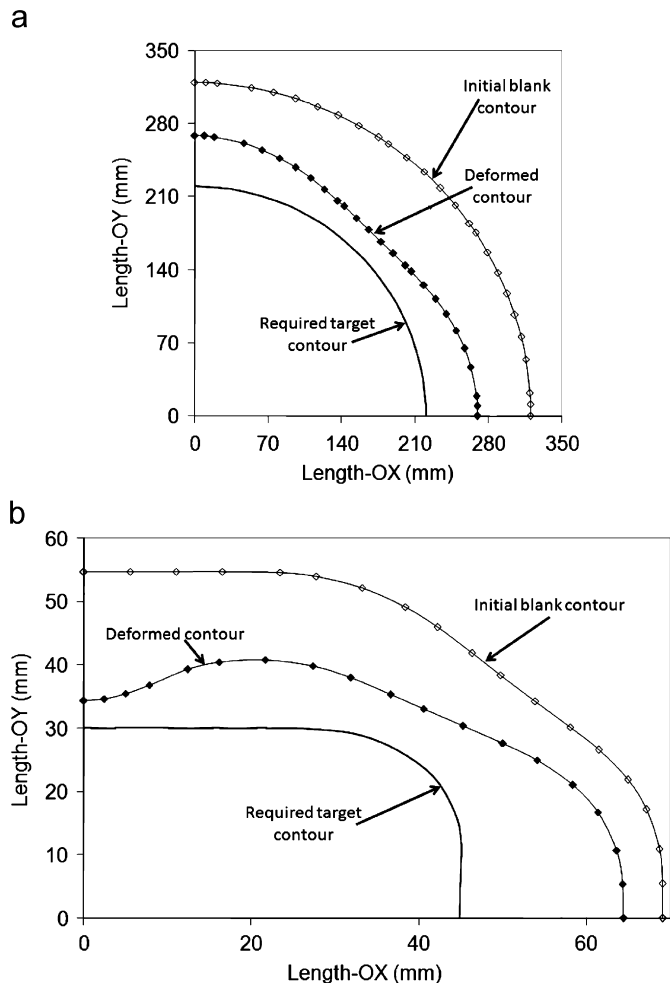 a
350
280
210
140
70
0
Length-OY (mm)
Initial blank
contour
Deformed
contour
Required target
contour
0 70 140 210 280 350
Length-OX (mm)
b
60
50
40
30
20
10
0
Length-OY (mm)
Initial blank contour
Deformed contour
Required target
contour
0 20 40 60
Length-OX (mm)